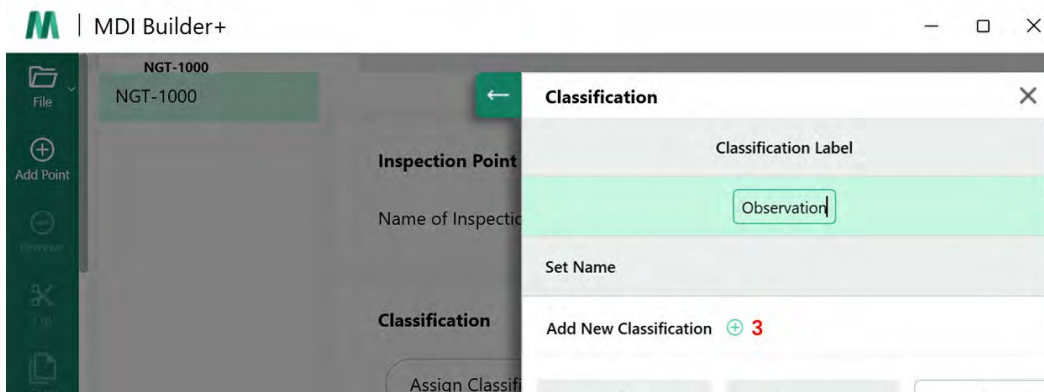 MDI Builder+
File
NGT-1000
NGT-1000
Add Point
Inspection Point
Name of Inspectio
Classification
Assign Classifi
Classification
Classification Label
Observation
Set Name
Add New Classification 3